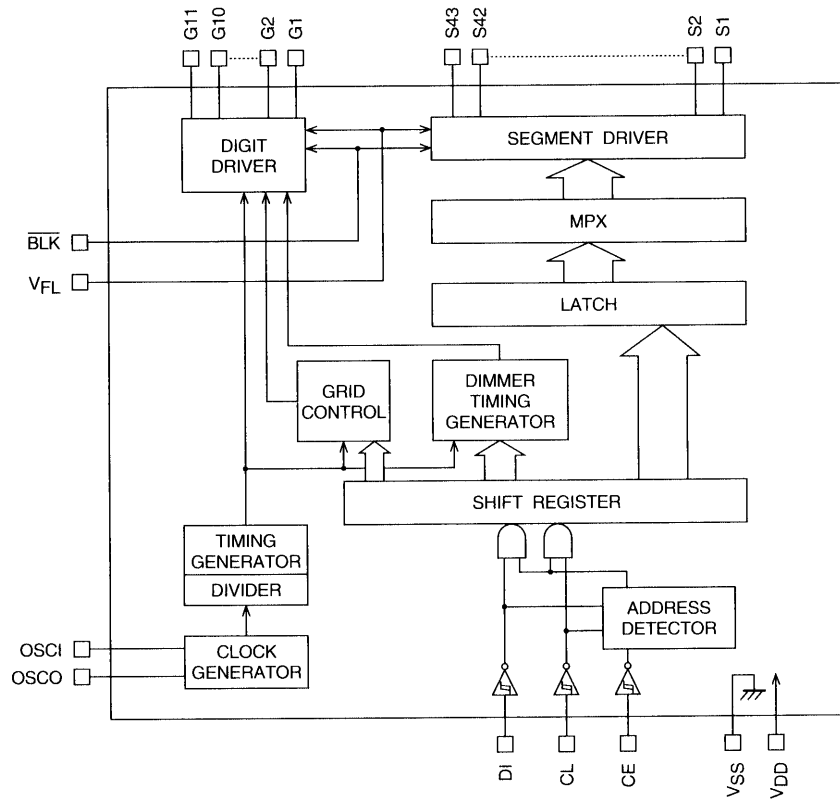 G11
G10
G2
G1
S43
S42
S2
S1
DIGIT
DRIVER
SEGMENT DRIVER
MPX
BLK
VFL
LATCH
GRID
CONTROL
DIMMER
TIMING
GENERATOR
SHIFT REGISTER
TIMING
GENERATOR
DIVIDER
ADDRESS
DETECTOR
OSCI
OSCO
CLOCK
GENERATOR
DI
CL
CE
VSS
VDD